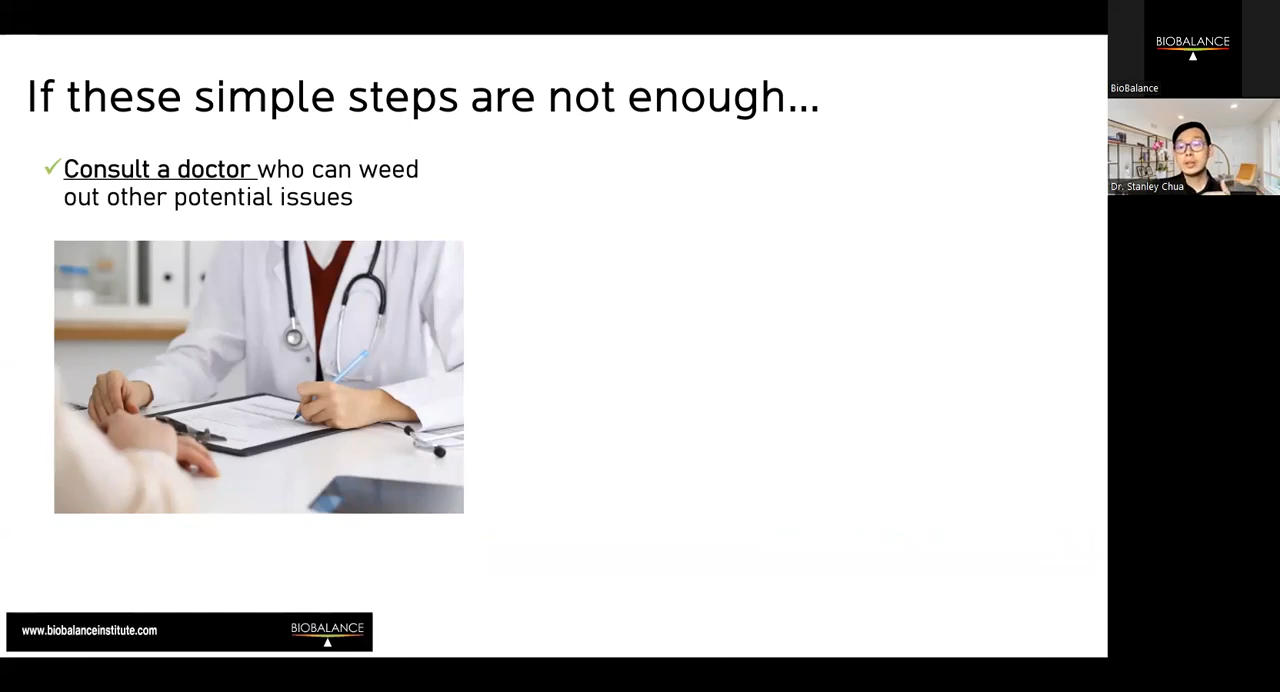 If these simple steps are not enough...
✓Consult a doctor who can weed
out other potential issues
www.biobalanceinstitute.com
BIOBALANCE
BIOBALANCE
BioBalance
Dr. Stanley Chua